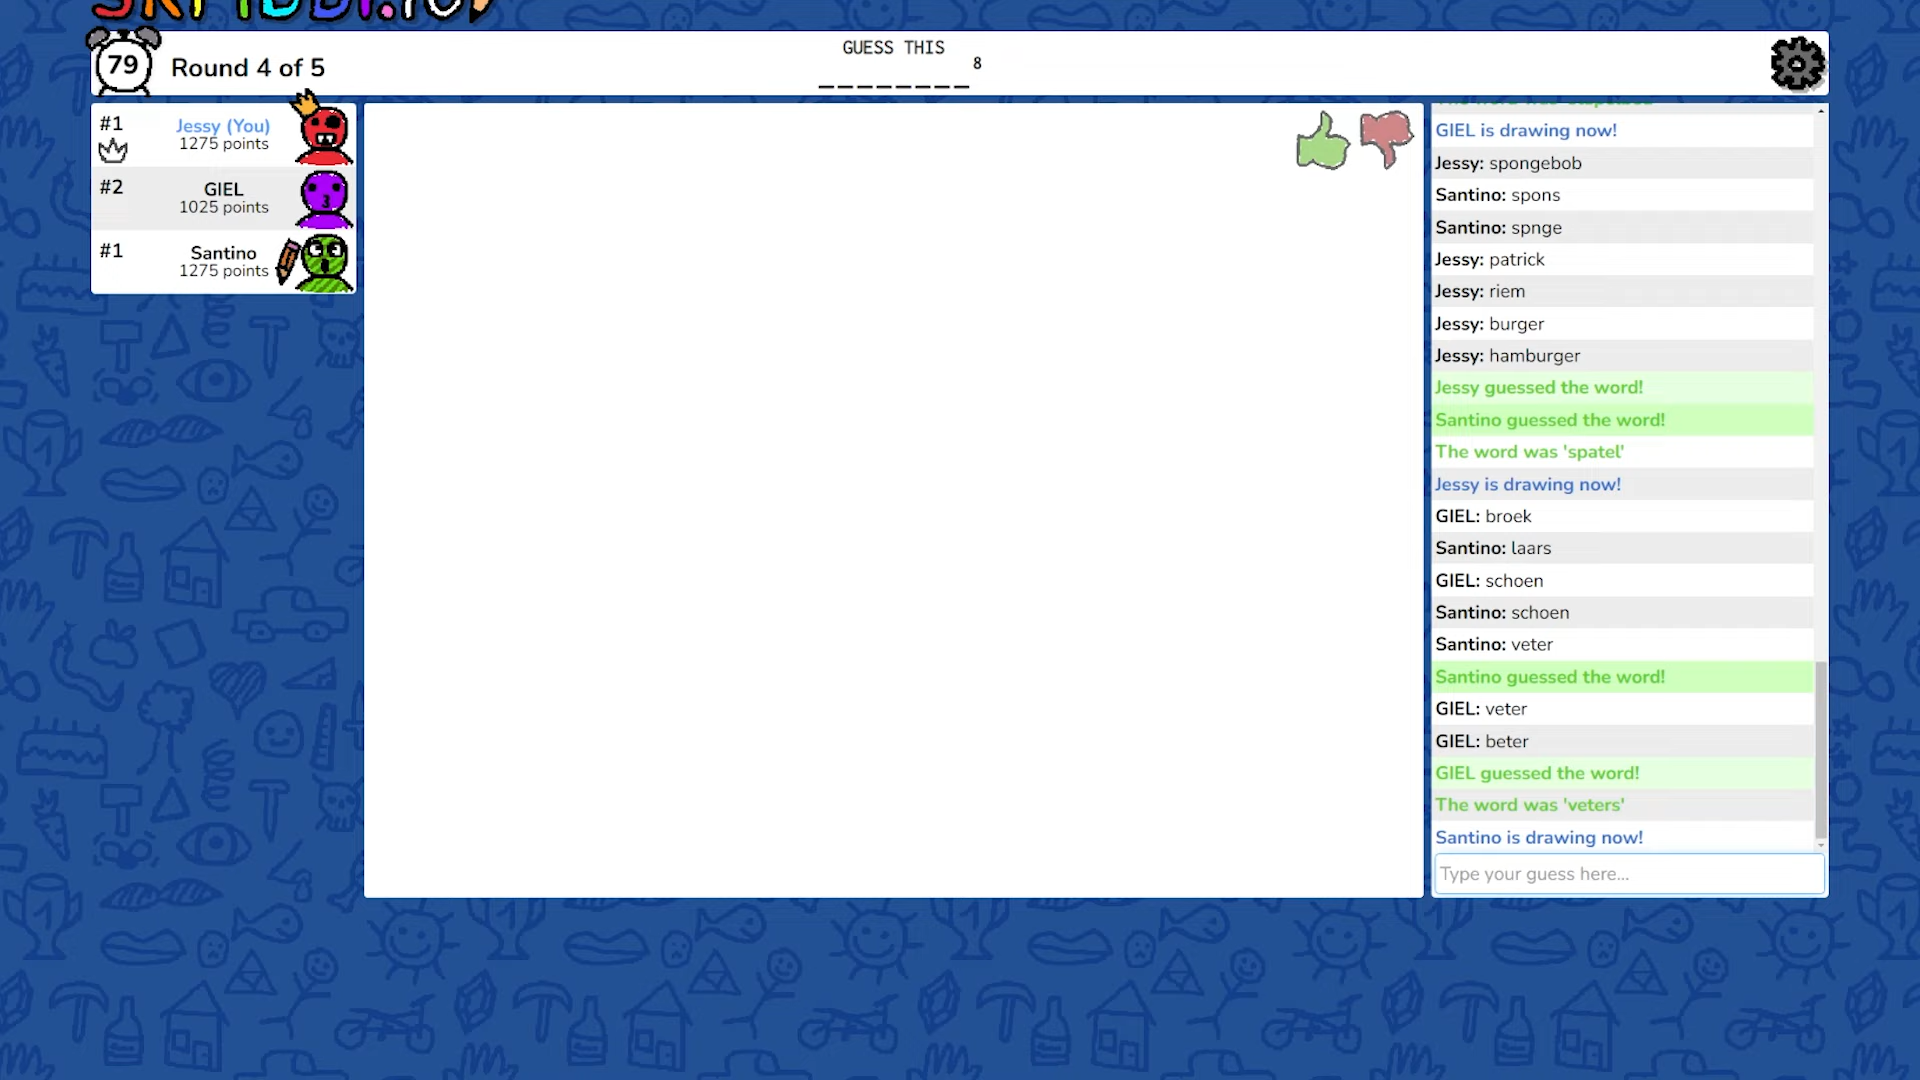 skribbl.io
79
Round 4 of 5
GUESS THIS
________ 8
#1
Jessy (You)
1275 points
#2
GIEL
1025 points
#1
Santino
1275 points
GIEL is drawing now!
Jessy: spongebob
Santino: spons
Santino: spnge
Jessy: patrick
Jessy: riem
Jessy: burger
Jessy: hamburger
Jessy guessed the word!
Santino guessed the word!
The word was 'spatel'
Jessy is drawing now!
GIEL: broek
Santino: laars
GIEL: schoen
Santino: schoen
Santino: veter
Santino guessed the word!
GIEL: veter
GIEL: beter
GIEL guessed the word!
The word was 'veters'
Santino is drawing now!
Type your guess here...